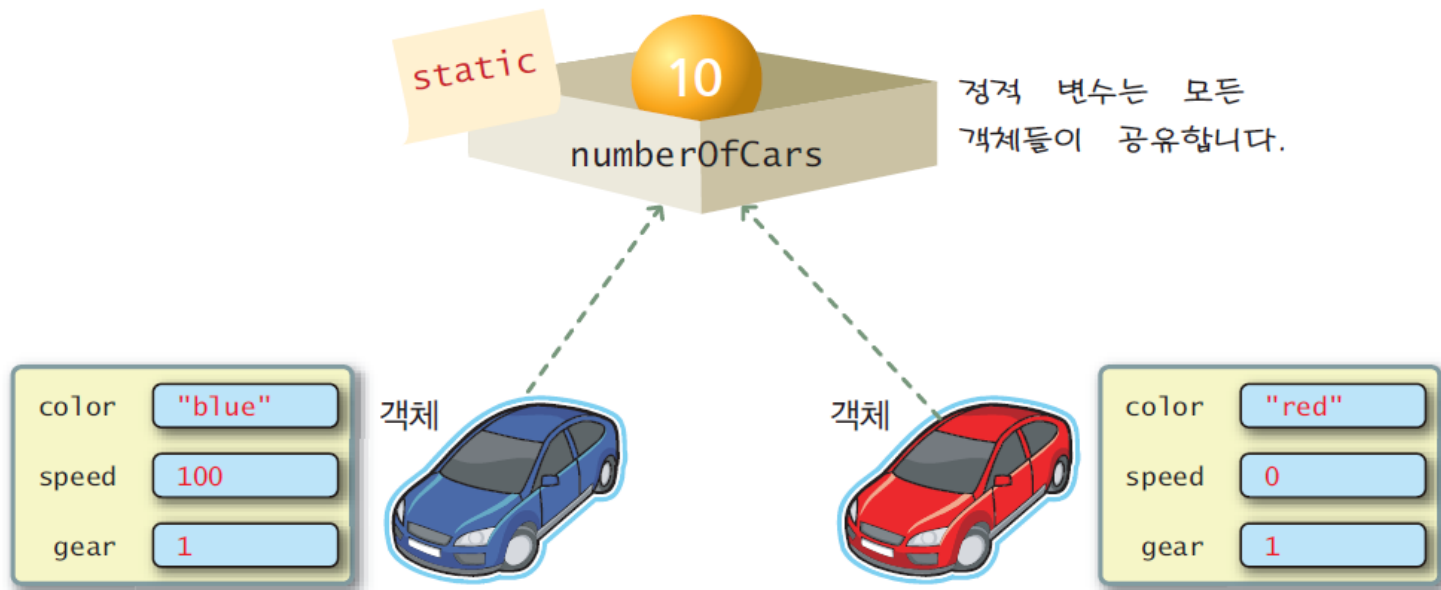 static
10
numberOfCars
정적 변수는 모든
객체들이 공유합니다.
color "blue"
speed 100
gear 1
객체
객체
color "red"
speed 0
gear 1